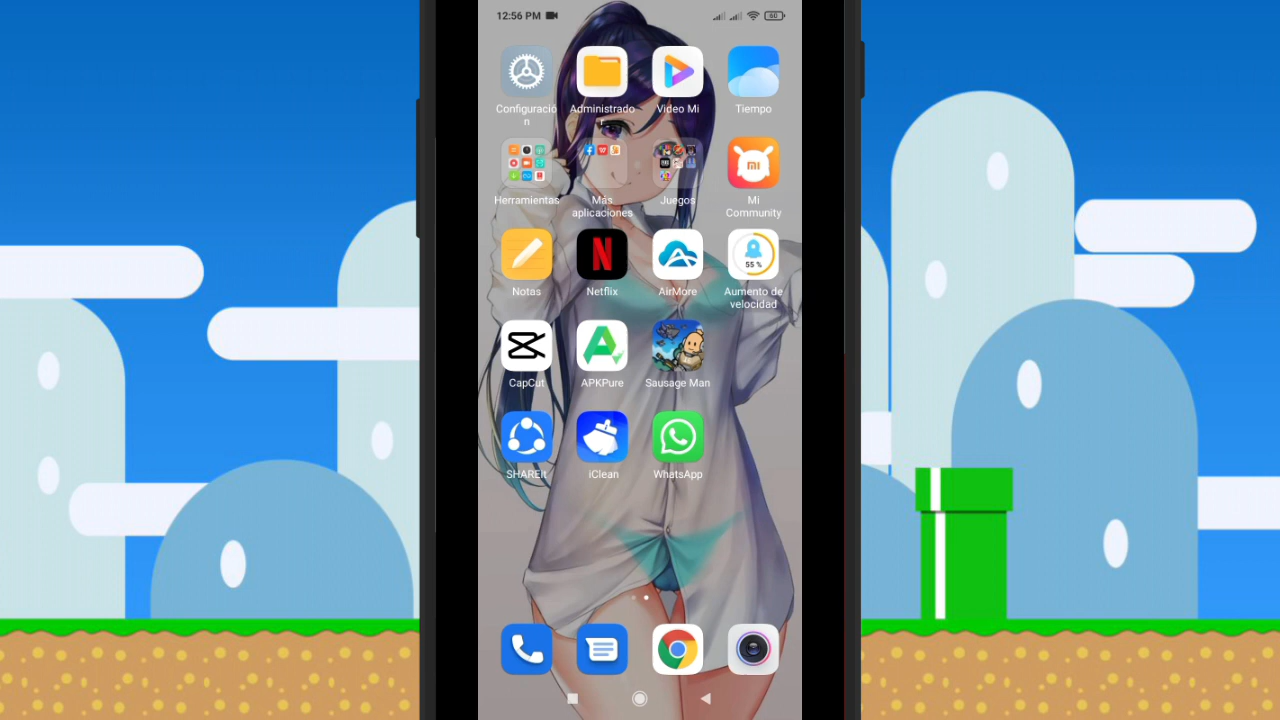 12:56 PM
60
Configuració
n
Administrado
r
Video Mi
Tiempo
Herramientas
Más
aplicaciones
Juegos
Mi
Community
Notas
Netflix
AirMore
55 %
Aumento de
velocidad
CapCut
APKPure
Sausage Man
SHAREit
iClean
WhatsApp